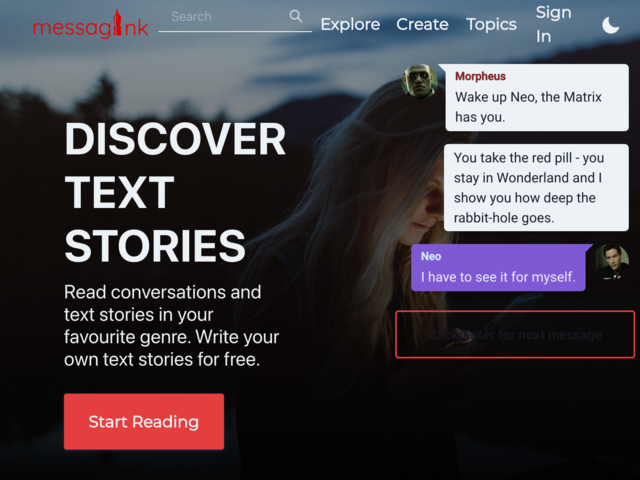 messagink
Search
Explore
Create
Topics
Sign
In
DISCOVER
TEXT
STORIES
Read conversations and
text stories in your
favourite genre. Write your
own text stories for free.
Start Reading
Morpheus
Wake up Neo, the Matrix
has you.
You take the red pill - you
stay in Wonderland and I
show you how deep the
rabbit-hole goes.
Neo
I have to see it for myself.
for next message